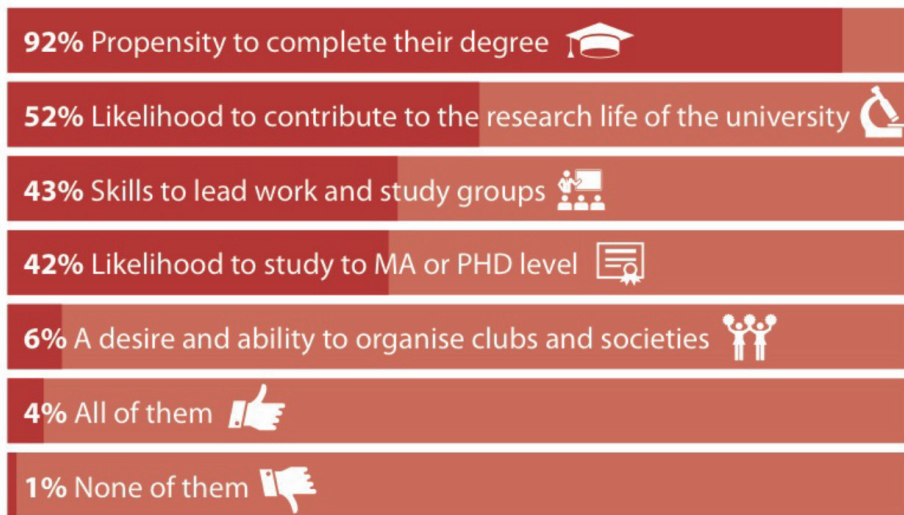 92% Propensity to complete their degree
52% Likelihood to contribute to the research life of the university
43% Skills to lead work and study groups
42% Likelihood to study to MA or PHD level
6% A desire and ability to organise clubs and societies
4% All of them
1% None of them